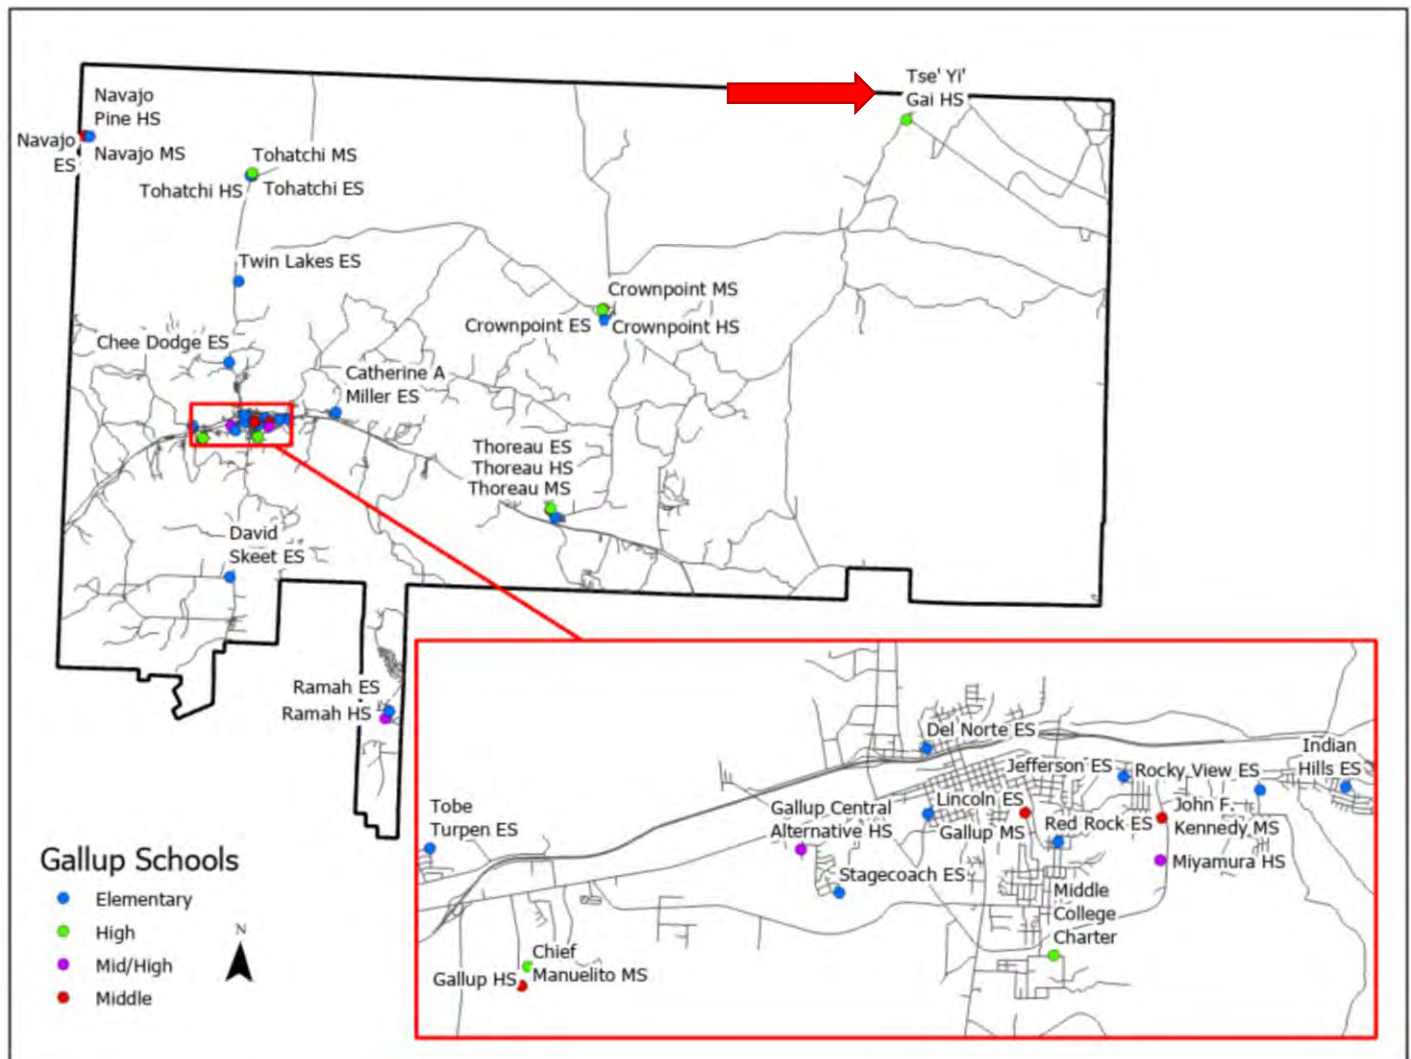 Tse' Yi'
Gai HS
Navajo
Pine HS
Navajo
ES
Navajo MS
Tohatchi MS
Tohatchi HS
Tohatchi ES
Twin Lakes ES
Crownpoint MS
Crownpoint ES
Crownpoint HS
Chee Dodge ES
Catherine A
Miller ES
Thoreau ES
Thoreau HS
Thoreau MS
David
Skeet ES
Ramah ES
Ramah HS
Del Norte ES
Indian
Hills ES
Jefferson ES
Rocky View ES
Tobe
Turpen ES
Gallup Central
Alternative HS
Lincoln ES
Gallup MS
John F.
Kennedy MS
Red Rock ES
Miyamura HS
Stagecoach ES
Middle
College
Charter
Chief
Manuelito MS
Gallup HS
Gallup Schools
Elementary
High
Mid/High
Middle
N